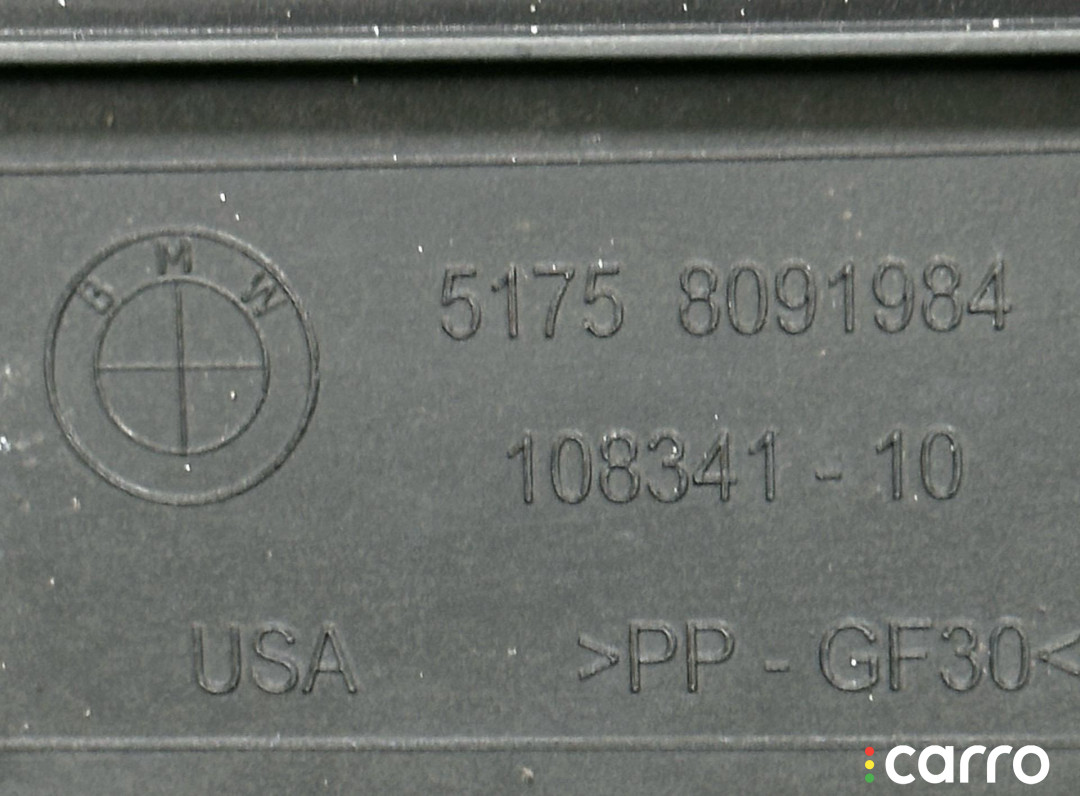 BMW
5175 8091984
108341 - 10
USA >PP - GF30<
carro